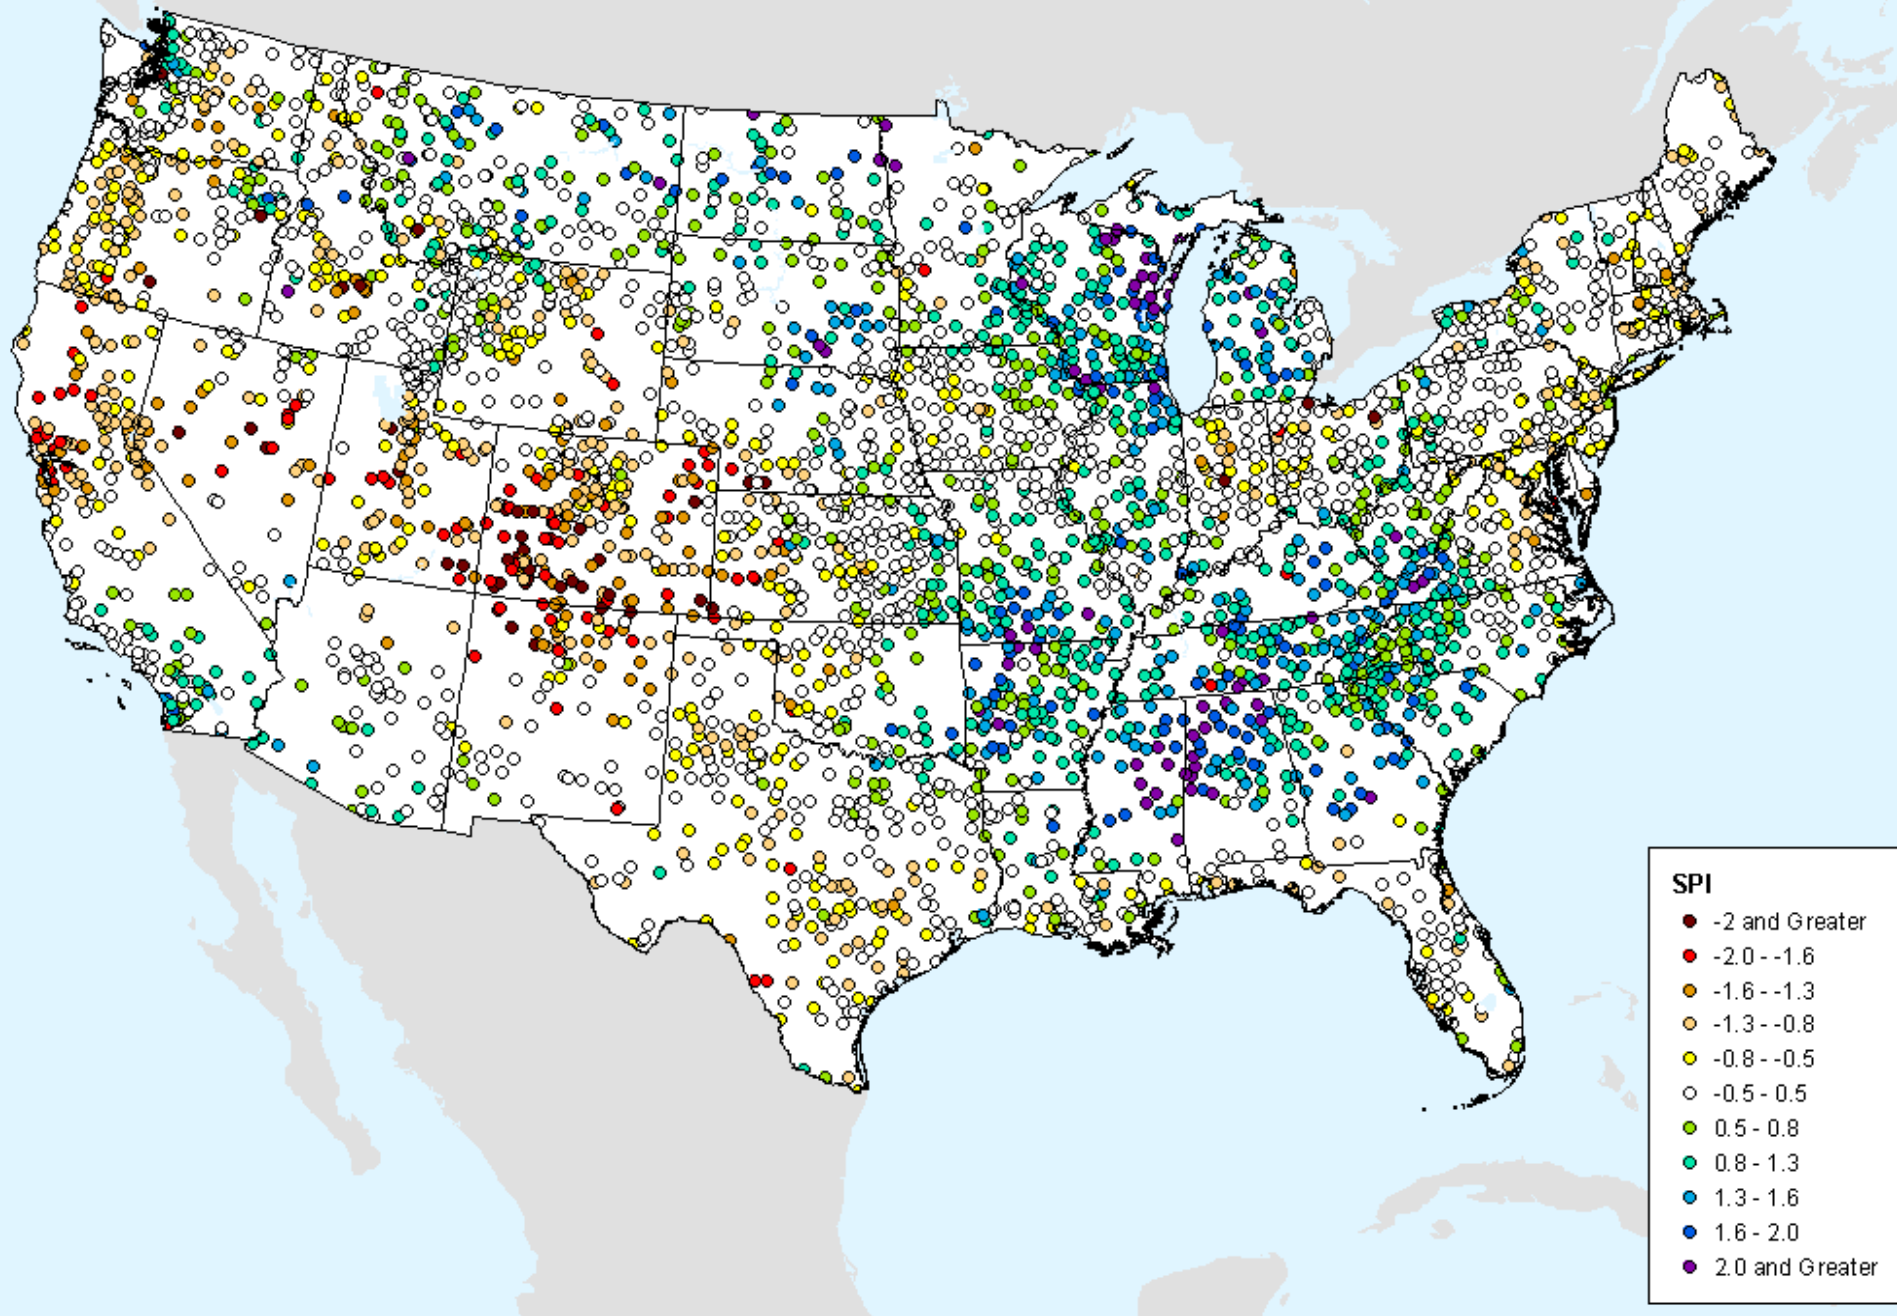 SPI
-2 and Greater
-2.0 - -1.6
-1.6 - -1.3
-1.3 - -0.8
-0.8 - -0.5
-0.5 - 0.5
0.5 - 0.8
0.8 - 1.3
1.3 - 1.6
1.6 - 2.0
2.0 and Greater